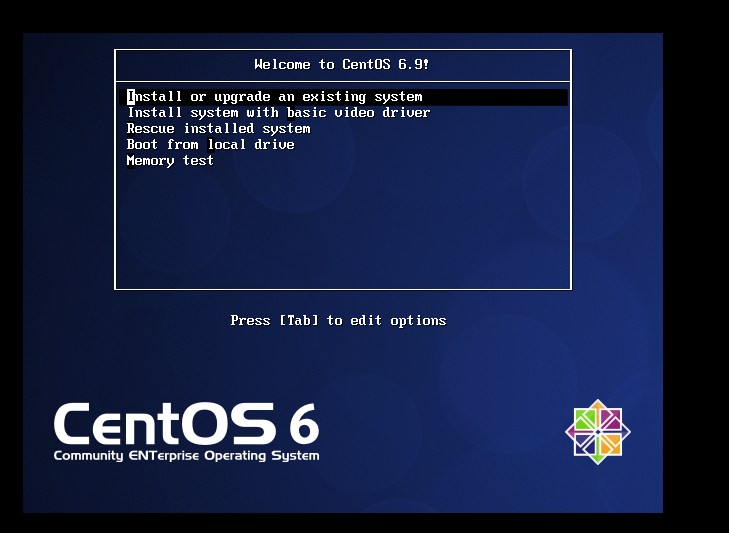 Welcome to CentOS 6.9!
Install or upgrade an existing system
Install system with basic video driver
Rescue installed system
Boot from local drive
Memory test
Press [Tab] to edit options
CentOS 6
Community ENTerprise Operating System